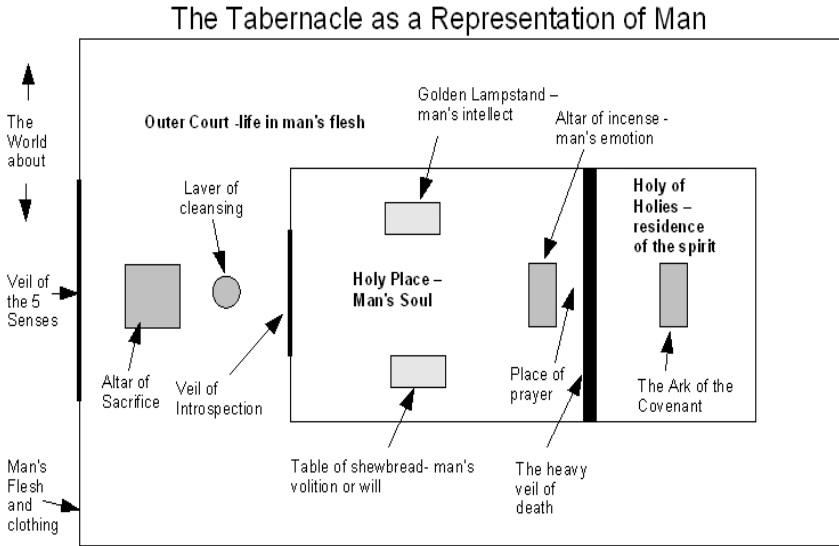 The Tabernacle as a Representation of Man
The
World
about
Outer Court -life in man's flesh
Golden Lampstand –
man's intellect
Altar of incense -
man's emotion
Laver of
cleansing
Holy of
Holies –
residence
of the spirit
Veil of
the 5
Senses
Holy Place –
Man's Soul
Altar of
Sacrifice
Veil of
Introspection
Place of
prayer
The Ark of the
Covenant
Man's
Flesh
and
clothing
Table of shewbread- man's
volition or will
The heavy
veil of
death